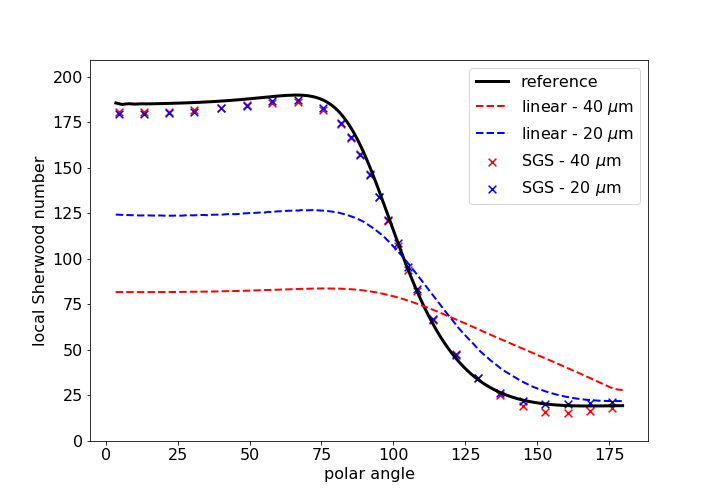 200
175
150
125
100
75
50
25
0
local Sherwood number
0 25 50 75 100 125 150 175
polar angle
reference
linear - 40 μm
linear - 20 μm
SGS - 40 μm
SGS - 20 μm